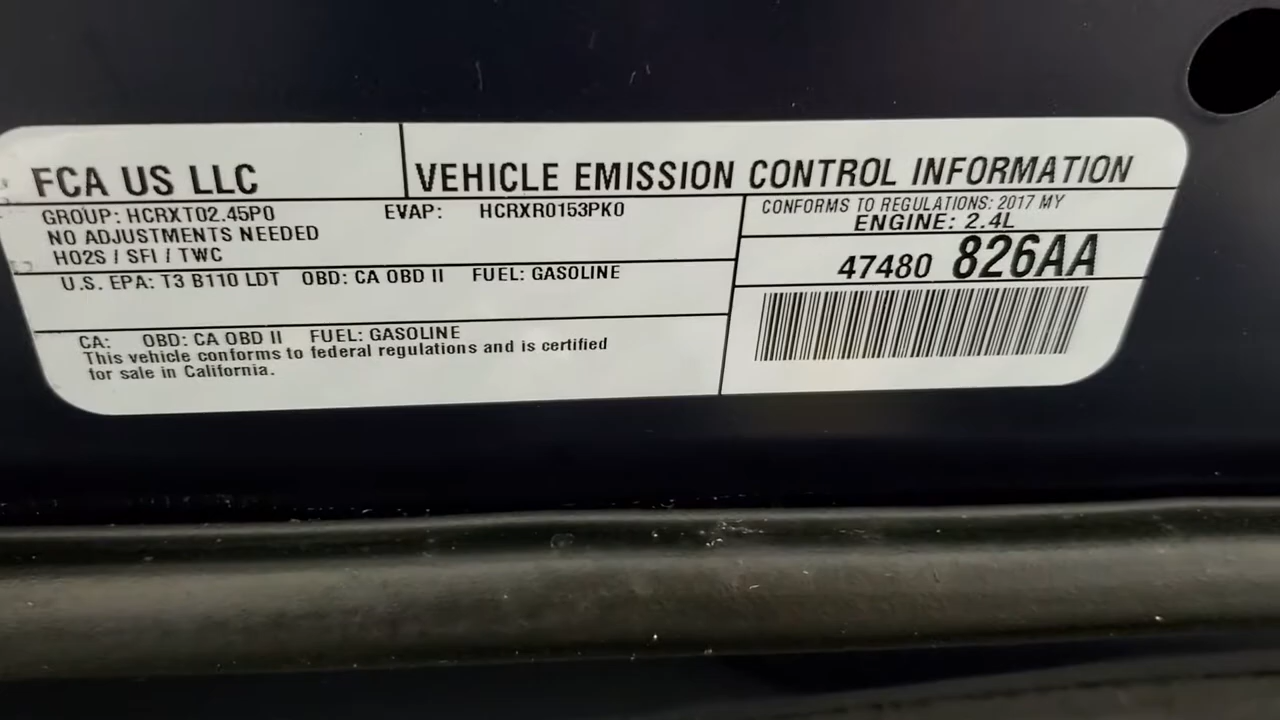 FCA US LLC
VEHICLE EMISSION CONTROL INFORMATION
GROUP: HCRXT02.45P0 EVAP: HCRXR0153PK0
NO ADJUSTMENTS NEEDED
HO2S / SFI / TWC
CONFORMS TO REGULATIONS: 2017 MY
ENGINE: 2.4L
47480 826AA
U.S. EPA: T3 B110 LDT OBD: CA OBD II FUEL: GASOLINE
CA: OBD: CA OBD II FUEL: GASOLINE
This vehicle conforms to federal regulations and is certified
for sale in California.